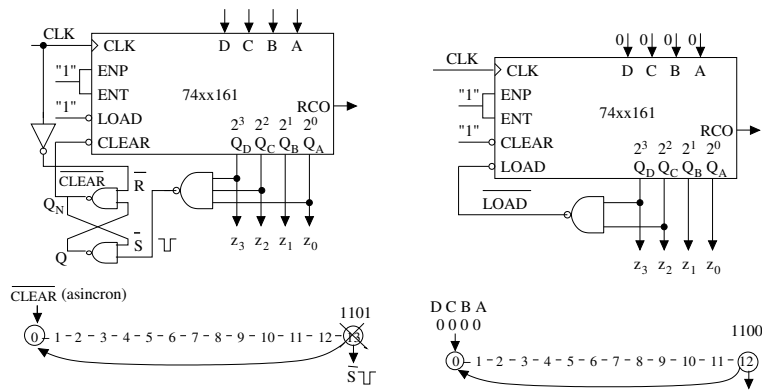 CLK
CLK
D C B A
"1"
ENP
ENT
74xx161
RCO
"1"
LOAD
CLEAR
2³ 2² 2¹ 2⁰
Q_D Q_C Q_B Q_A
CLEAR
R
Q_N
S
Q
z₃ z₂ z₁ z₀
CLEAR (asincron)
1101
0 - 1 - 2 - 3 - 4 - 5 - 6 - 7 - 8 - 9 - 10 - 11 - 12 - 13
S
0 0 0 0
CLK
CLK
D C B A
"1"
ENP
ENT
74xx161
RCO
"1"
CLEAR
LOAD
2³ 2² 2¹ 2⁰
Q_D Q_C Q_B Q_A
LOAD
z₃ z₂ z₁ z₀
D C B A
0 0 0 0
1100
0 - 1 - 2 - 3 - 4 - 5 - 6 - 7 - 8 - 9 - 10 - 11 - 12